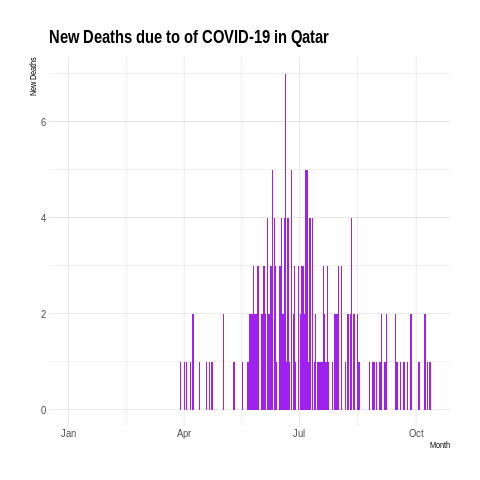 New Deaths due to of COVID-19 in Qatar
New Deaths
6
4
2
0
Jan Apr Jul Oct
Month